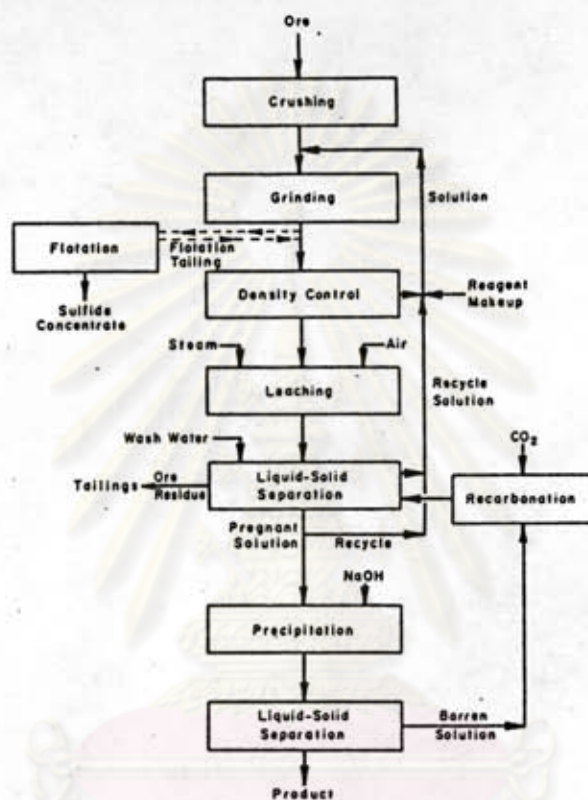 Ore
Crushing
Grinding
Solution
Flotation
Flotation
Tailing
Sulfide
Concentrate
Density Control
Reagent
Makeup
Steam
Air
Leaching
Recycle
Solution
Wash Water
CO₂
Tailings
Ore
Residue
Liquid-Solid
Separation
Recarbonation
Pregnant
Solution
Recycle
NaOH
Precipitation
Liquid-Solid
Separation
Barren
Solution
Product